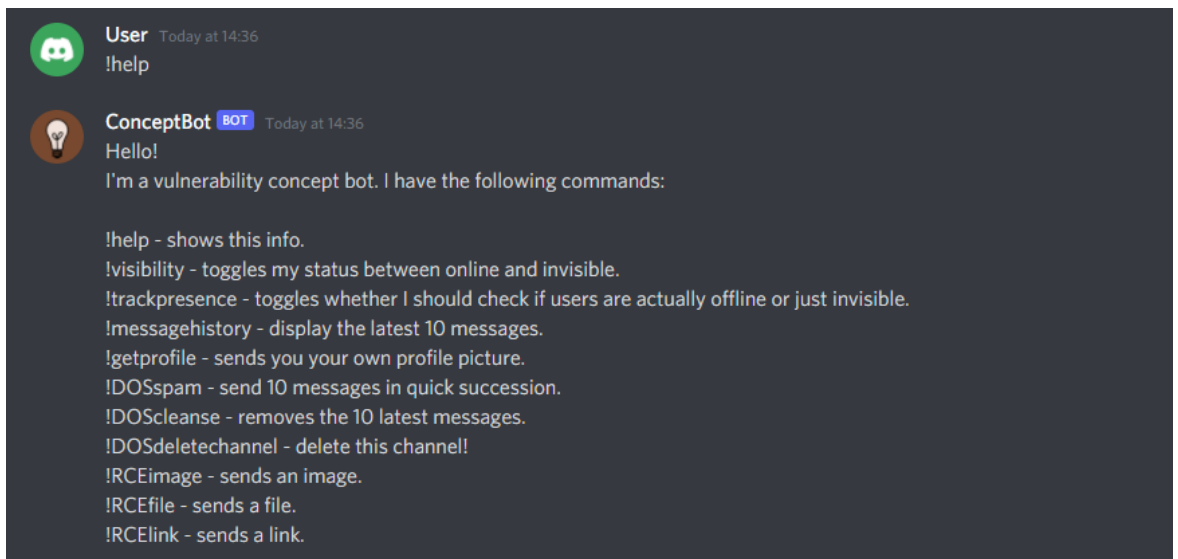 User Today at 14:36
!help
ConceptBot BOT Today at 14:36
Hello!
I'm a vulnerability concept bot. I have the following commands:
!help - shows this info.
!visibility - toggles my status between online and invisible.
!trackpresence - toggles whether I should check if users are actually offline or just invisible.
!messagehistory - display the latest 10 messages.
!getprofile - sends you your own profile picture.
!DOSspam - send 10 messages in quick succession.
!DOScleanse - removes the 10 latest messages.
!DOSdeletechannel - delete this channel!
!RCEimage - sends an image.
!RCEfile - sends a file.
!RCElink - sends a link.